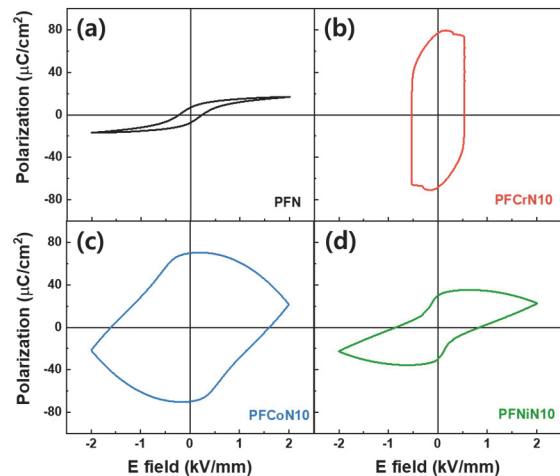 (a)
(b)
80
40
0
-40
-80
Polarization (μC/cm²)
PFN
PFCrN10
(c)
(d)
80
40
0
-40
-80
Polarization (μC/cm²)
PFCoN10
PFNiN10
-2 -1 0 1 2
-2 -1 0 1 2
E field (kV/mm)
E field (kV/mm)